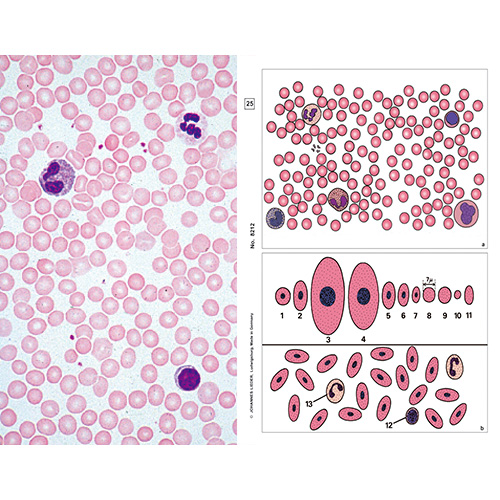 25
a
No. 8212
© JOHANNES LIEDER, Ludwigsburg Made in Germany
7μ
1 2 3 4 5 6 7 8 9 10 11
13
12
b